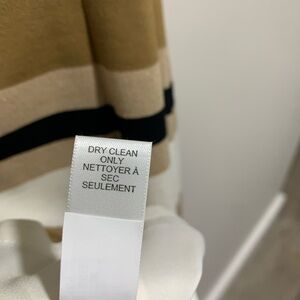 DRY CLEAN
ONLY
NETTOYER À
SEC
SEULEMENT